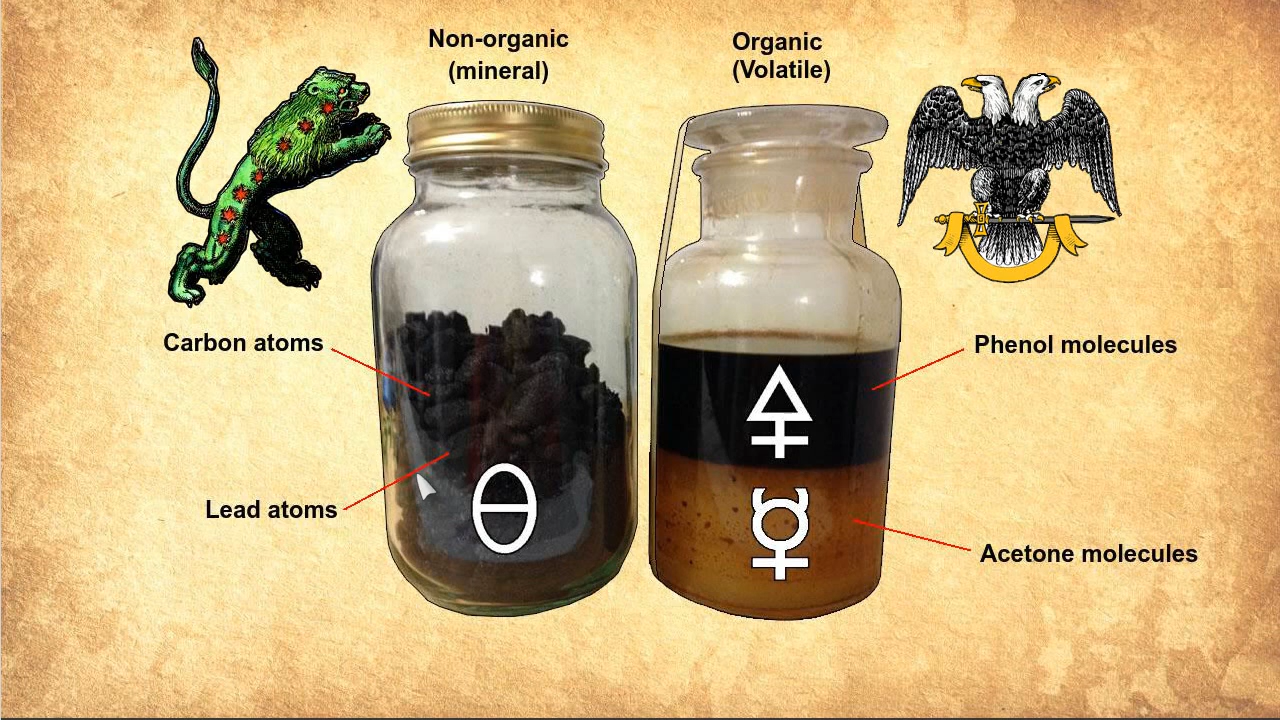 Non-organic
(mineral)
Organic
(Volatile)
Carbon atoms
Lead atoms
Phenol molecules
Acetone molecules